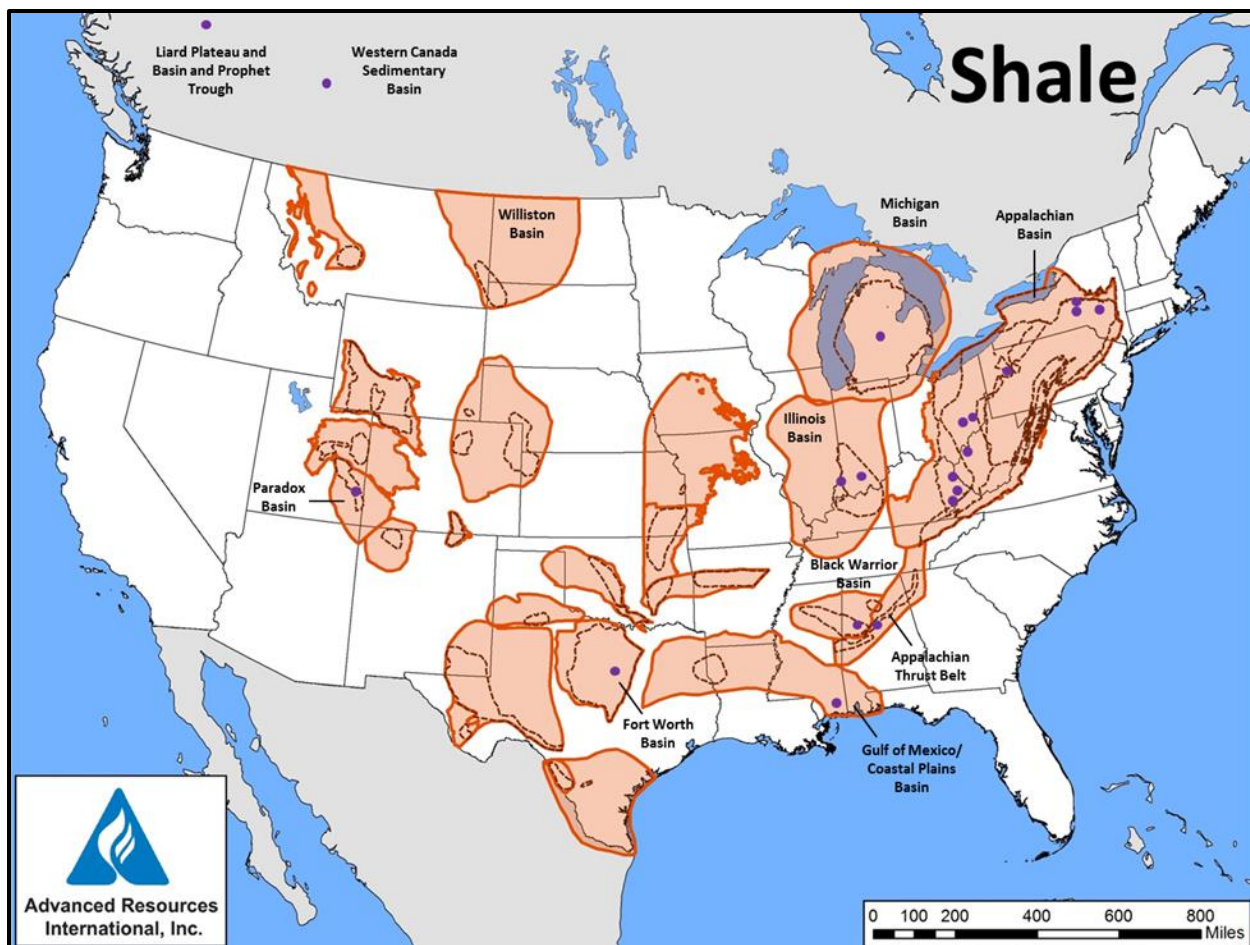 Shale
Liard Plateau and
Basin and Prophet
Trough
Western Canada
Sedimentary
Basin
Williston
Basin
Michigan
Basin
Appalachian
Basin
Illinois
Basin
Paradox
Basin
Black Warrior
Basin
Appalachian
Thrust Belt
Fort Worth
Basin
Gulf of Mexico/
Coastal Plains
Basin
Advanced Resources
International, Inc.
0 100 200 400 600 800
Miles